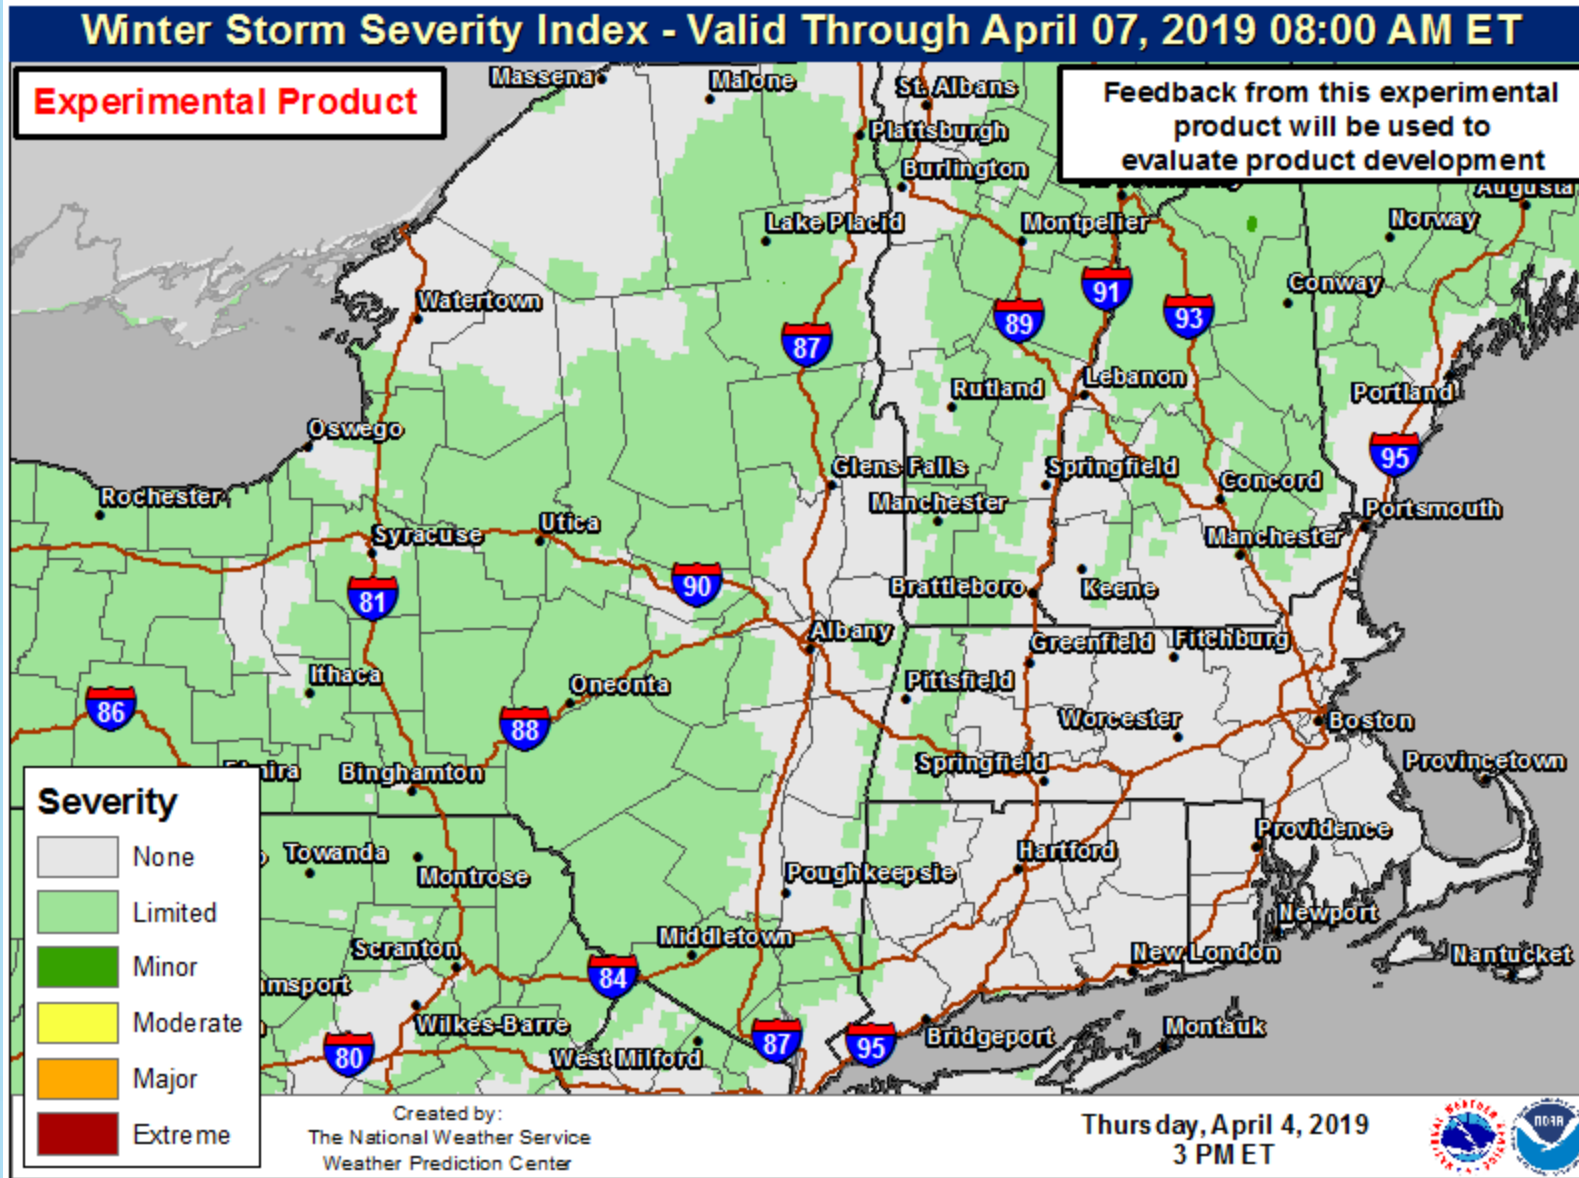 Winter Storm Severity Index - Valid Through April 07, 2019 08:00 AM ET
Experimental Product
Feedback from this experimental
product will be used to
evaluate product development
Massena
Malone
St. Albans
Plattsburgh
Burlington
Augusta
Lake Placid
Montpelier
Norway
Watertown
Conway
91
89
93
87
Rutland
Lebanon
Portland
Oswego
95
Glens Falls
Springfield
Concord
Rochester
Manchester
Portsmouth
Syracuse
Utica
Manchester
90
Brattleboro
Keene
81
Albany
Greenfield
Fitchburg
Ithaca
Oneonta
Pittsfield
86
88
Worcester
Boston
Binghamton
Springfield
Provincetown
Towanda
Montrose
Poughkeepsie
Hartford
Providence
Newport
Scranton
Middletown
New London
Nantucket
84
Wilkes-Barre
West Milford
87
95
Bridgeport
Montauk
80
Severity
None
Limited
Minor
Moderate
Major
Extreme
Created by:
The National Weather Service
Weather Prediction Center
Thursday, April 4, 2019
3 PM ET
NOAA